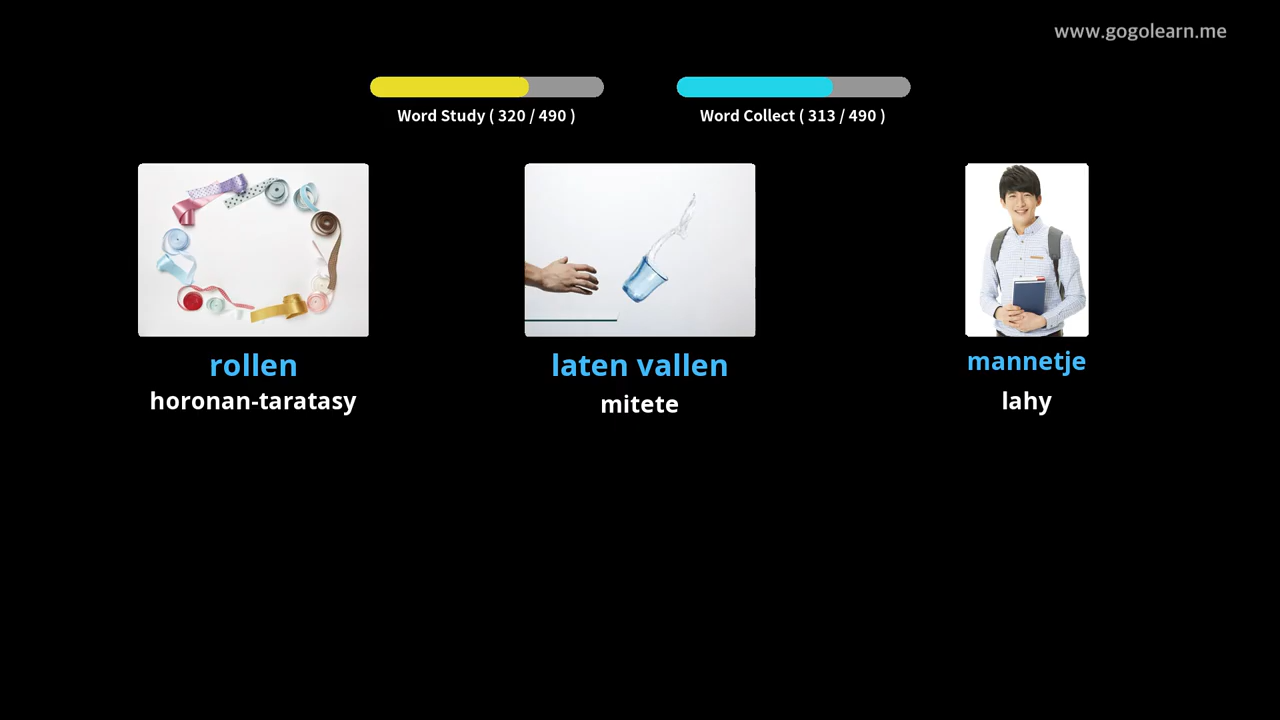 www.gogolearn.me
Word Study ( 320 / 490 )
Word Collect ( 313 / 490 )
rollen
horonan-taratasy
laten vallen
mitete
mannetje
lahy